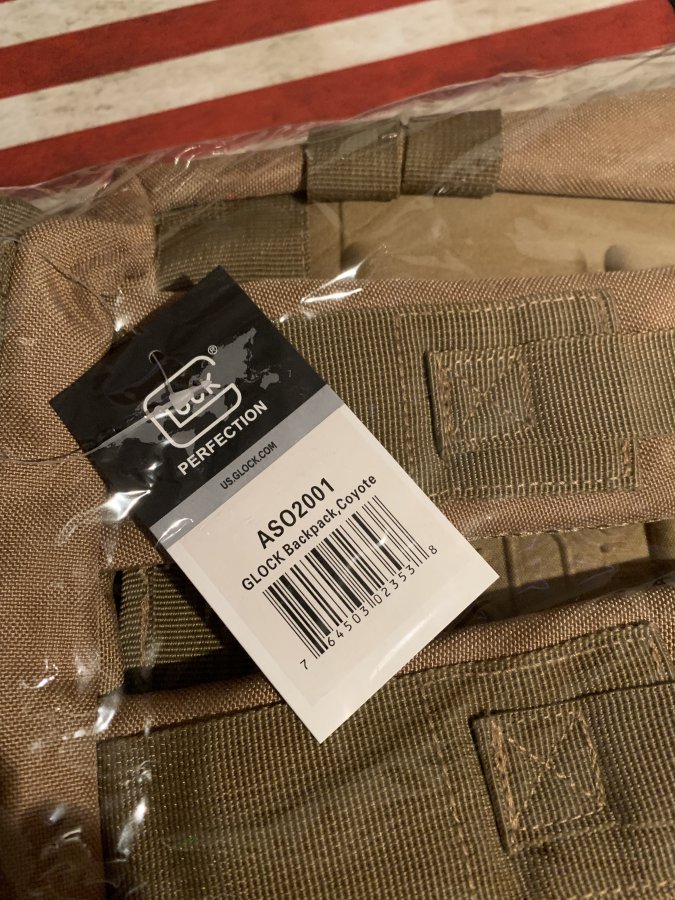 GLOCK®
PERFECTION
US.GLOCK.COM
ASO2001
GLOCK Backpack,Coyote
7 64503 02353 8